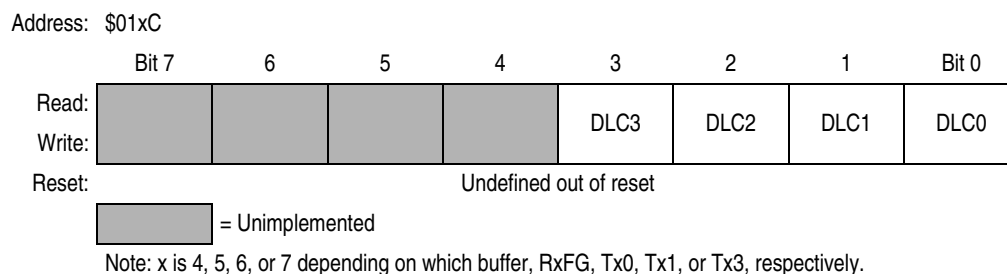 Address: $01xC
Bit 7 6 5 4 3 2 1 Bit 0
Read:
DLC3 DLC2 DLC1 DLC0
Write:
Reset: Undefined out of reset
= Unimplemented
Note: x is 4, 5, 6, or 7 depending on which buffer, RxFG, Tx0, Tx1, or Tx3, respectively.